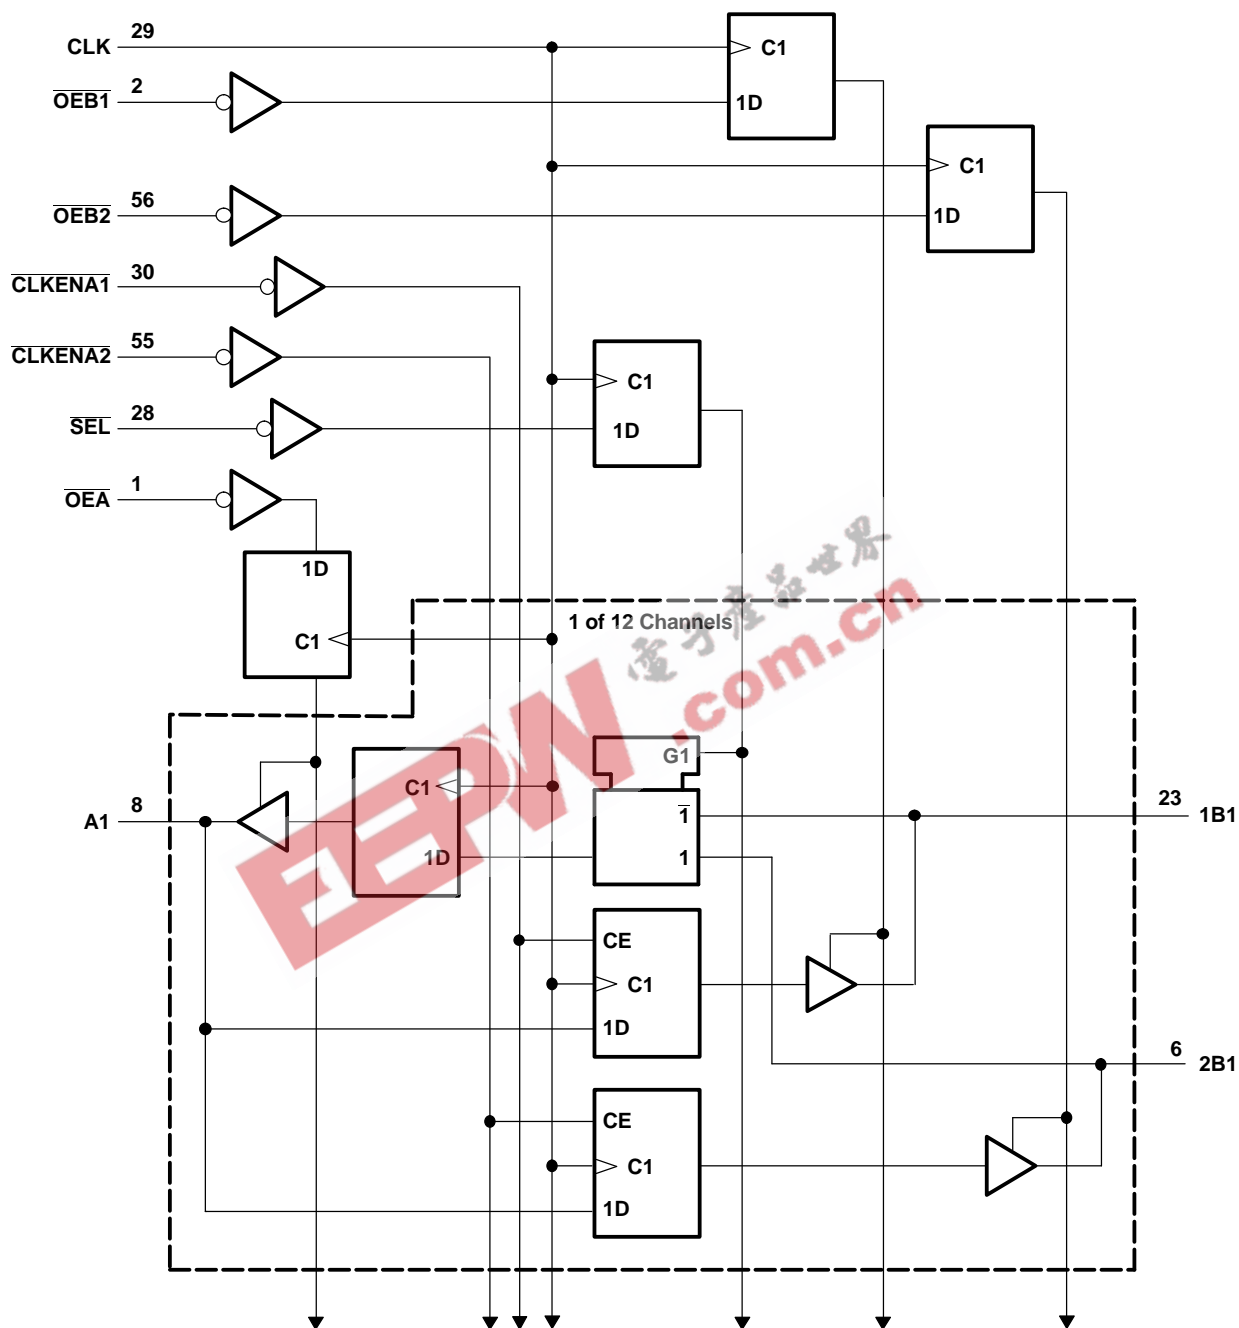 CLK 29
OEB1 2
OEB2 56
CLKENA1 30
CLKENA2 55
SEL 28
OEA 1
C1
1D
C1
1D
C1
1D
1D
C1
1 of 12 Channels
電子產品世界
.com.cn
EEPW
G1
C1
1
1D
1
A1 8
23 1B1
CE
C1
1D
6 2B1
CE
C1
1D